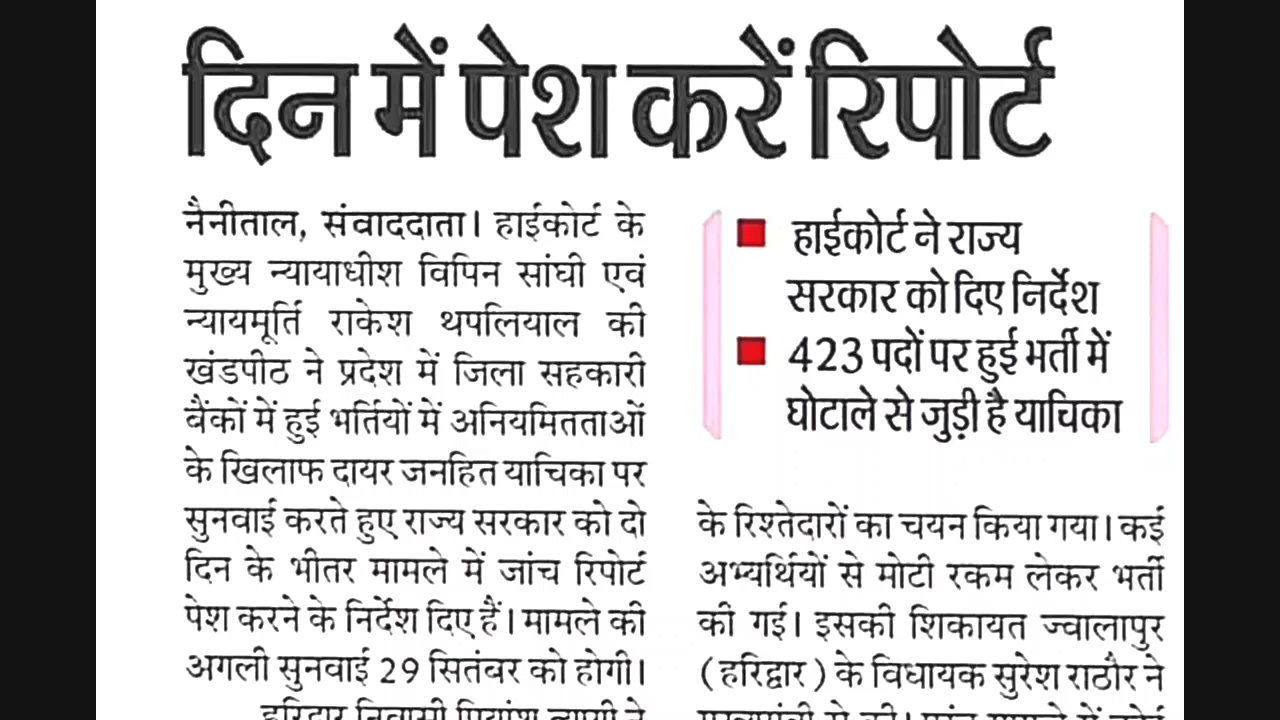 दिन में पेश करें रिपोर्ट
नैनीताल, संवाददाता। हाईकोर्ट के
मुख्य न्यायाधीश विपिन सांघी एवं
न्यायमूर्ति राकेश थपलियाल की
खंडपीठ ने प्रदेश में जिला सहकारी
बैंकों में हुई भर्तियों में अनियमितताओं
के खिलाफ दायर जनहित याचिका पर
सुनवाई करते हुए राज्य सरकार को दो
दिन के भीतर मामले में जांच रिपोर्ट
पेश करने के निर्देश दिए हैं। मामले की
अगली सुनवाई 29 सितंबर को होगी।
हरिद्वार निवासी
हाईकोर्ट ने राज्य
सरकार को दिए निर्देश
423 पदों पर हुई भर्ती में
घोटाले से जुड़ी है याचिका
के रिश्तेदारों का चयन किया गया। कई
अभ्यर्थियों से मोटी रकम लेकर भर्ती
की गई। इसकी शिकायत ज्वालापुर
(हरिद्वार) के विधायक सुरेश राठौर ने